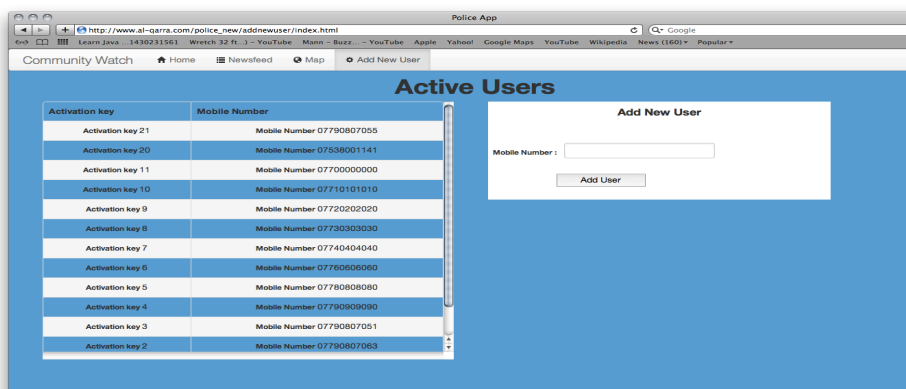 Police App
http://www.al-qarra.com/police_new/addnewuser/index.html
Google
Learn Java ...1430231561 Wretch 32 ft..) – YouTube Mann – Buzz... – YouTube Apple Yahoo! Google Maps YouTube Wikipedia News (160) Popular
Community Watch Home Newsfeed Map Add New User
Active Users
Activation key Mobile Number
Activation key 21 Mobile Number 07790807055
Activation key 20 Mobile Number 07538001141
Activation key 11 Mobile Number 07700000000
Activation key 10 Mobile Number 07710101010
Activation key 9 Mobile Number 07720202020
Activation key 8 Mobile Number 07730303030
Activation key 7 Mobile Number 07740404040
Activation key 6 Mobile Number 07760606060
Activation key 5 Mobile Number 07780808080
Activation key 4 Mobile Number 07790909090
Activation key 3 Mobile Number 07790807051
Activation key 2 Mobile Number 07790807063
Add New User
Mobile Number :
Add User